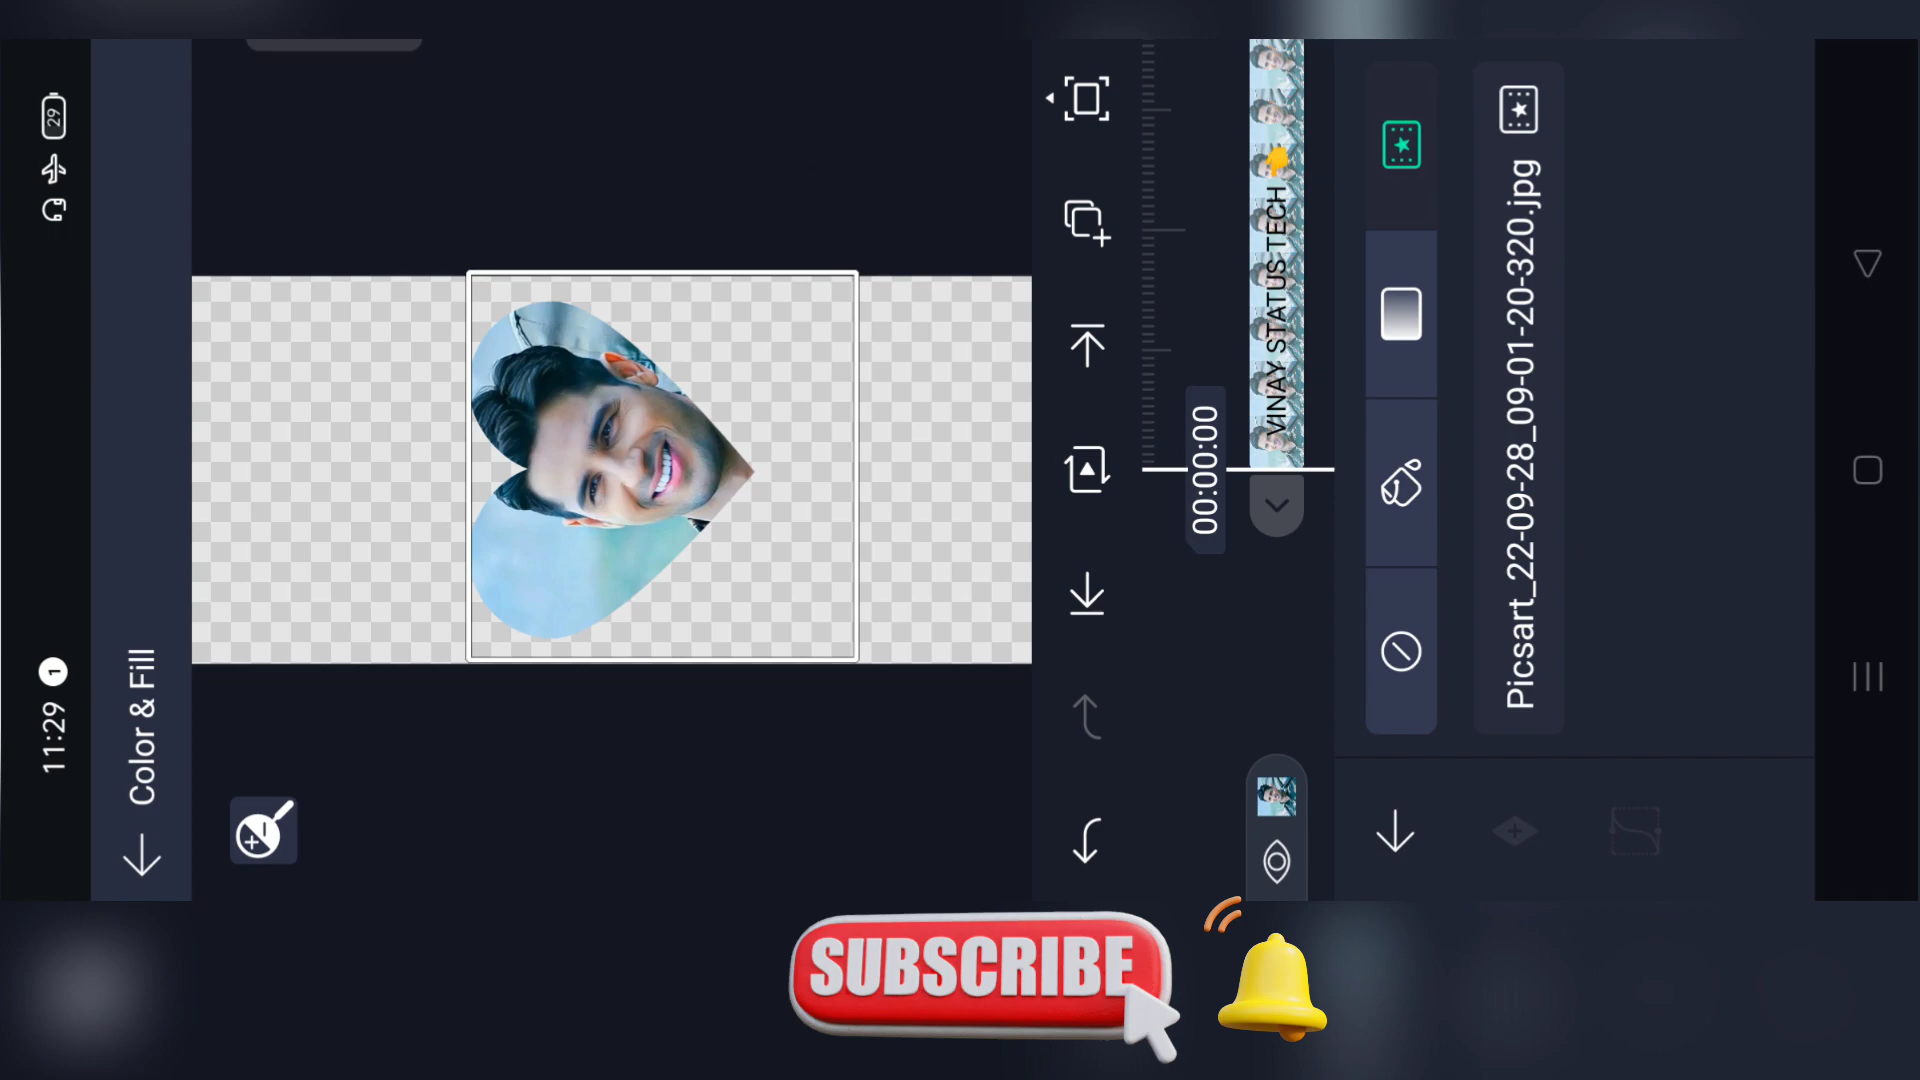 11:29
1
29
Color & Fill
00:00:00
VINAY STATUS TECH
Picsart_22-09-28_09-01-20-320.jpg
SUBSCRIBE